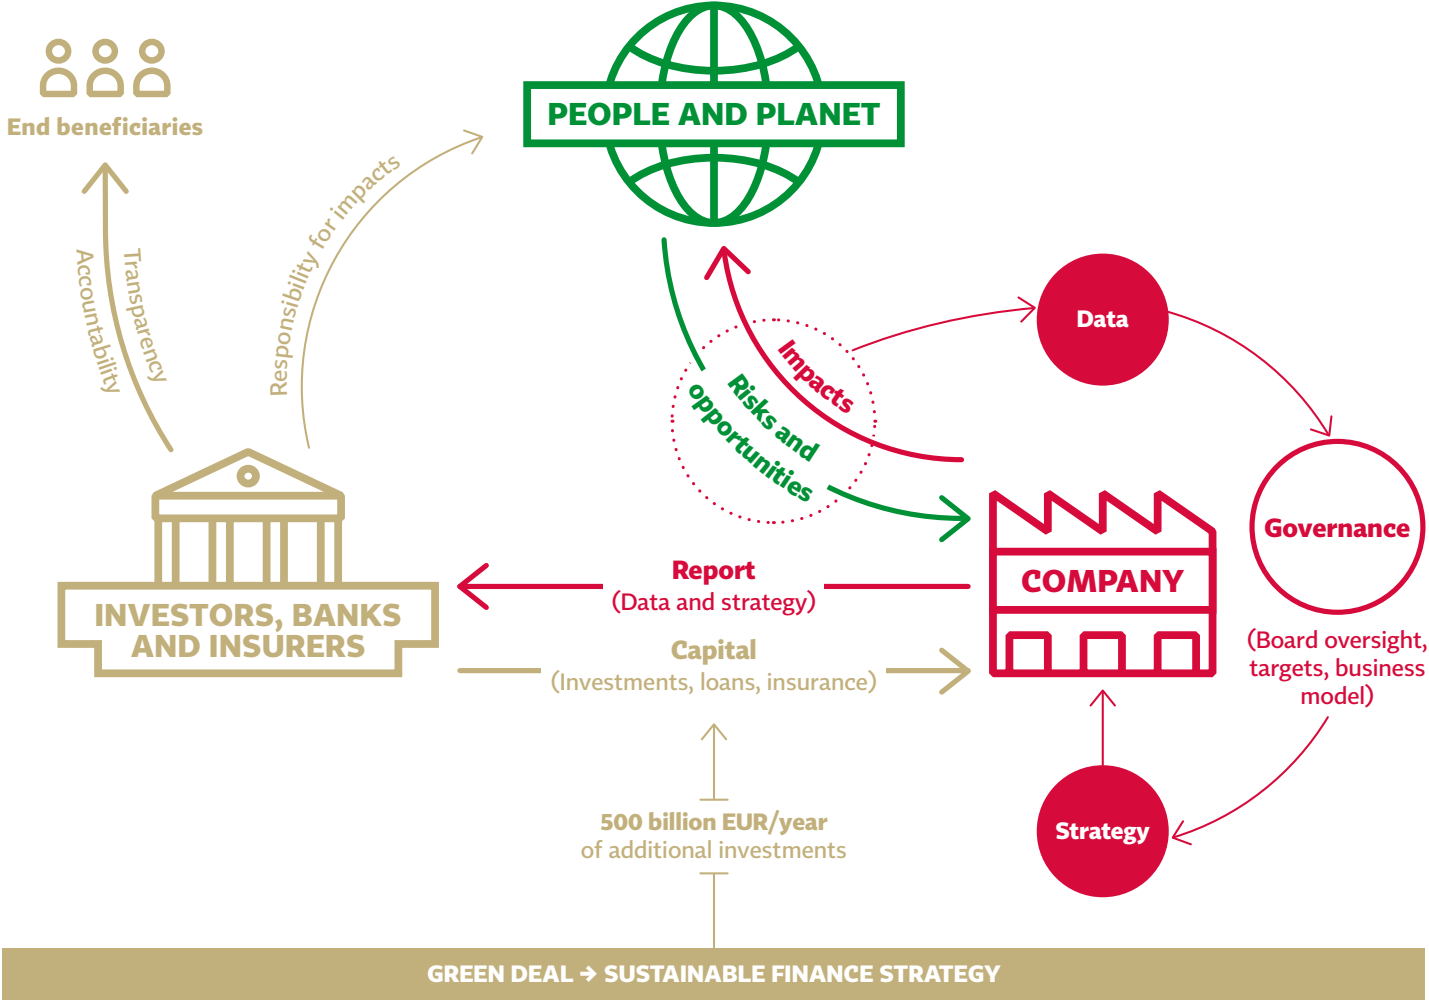 PEOPLE AND PLANET
End beneficiaries
Responsibility for impacts
Transparency
Accountability
Data
Impacts
Risks and
opportunities
Governance
(Board oversight,
targets, business
model)
Report
(Data and strategy)
COMPANY
INVESTORS, BANKS
AND INSURERS
Capital
(Investments, loans, insurance)
500 billion EUR/year
of additional investments
Strategy
GREEN DEAL → SUSTAINABLE FINANCE STRATEGY